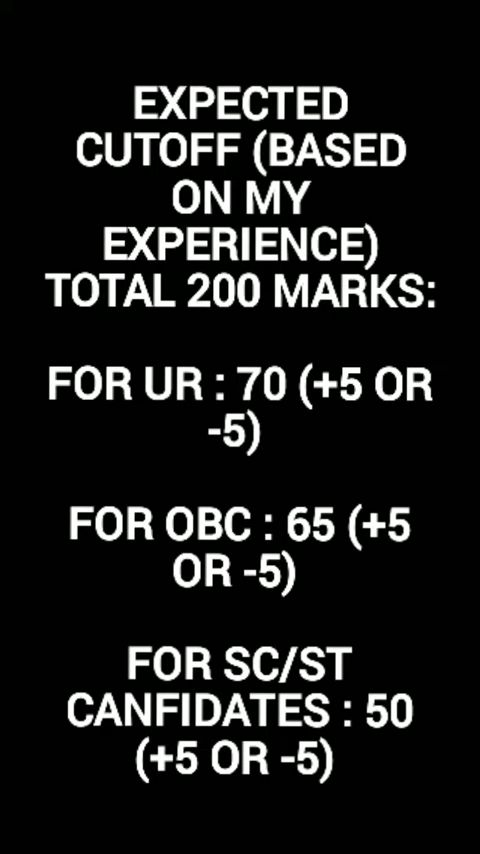 EXPECTED
CUTOFF (BASED
ON MY
EXPERIENCE)
TOTAL 200 MARKS:
FOR UR : 70 (+5 OR
-5)
FOR OBC : 65 (+5
OR -5)
FOR SC/ST
CANFIDATES : 50
(+5 OR -5)